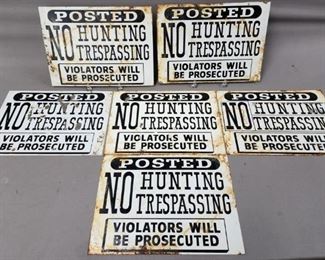 POSTED
NO HUNTING
TRESPASSING
VIOLATORS WILL
BE PROSECUTED
POSTED
NO HUNTING
TRESPASSING
VIOLATORS WILL
BE PROSECUTED
POSTED
NO HUNTING
TRESPASSING
VIOLATORS WILL
BE PROSECUTED
POSTED
NO HUNTING
TRESPASSING
VIOLATORS WILL
BE PROSECUTED
POSTED
NO HUNTING
TRESPASSING
VIOLATORS WILL
BE PROSECUTED
POSTED
NO HUNTING
TRESPASSING
VIOLATORS WILL
BE PROSECUTED